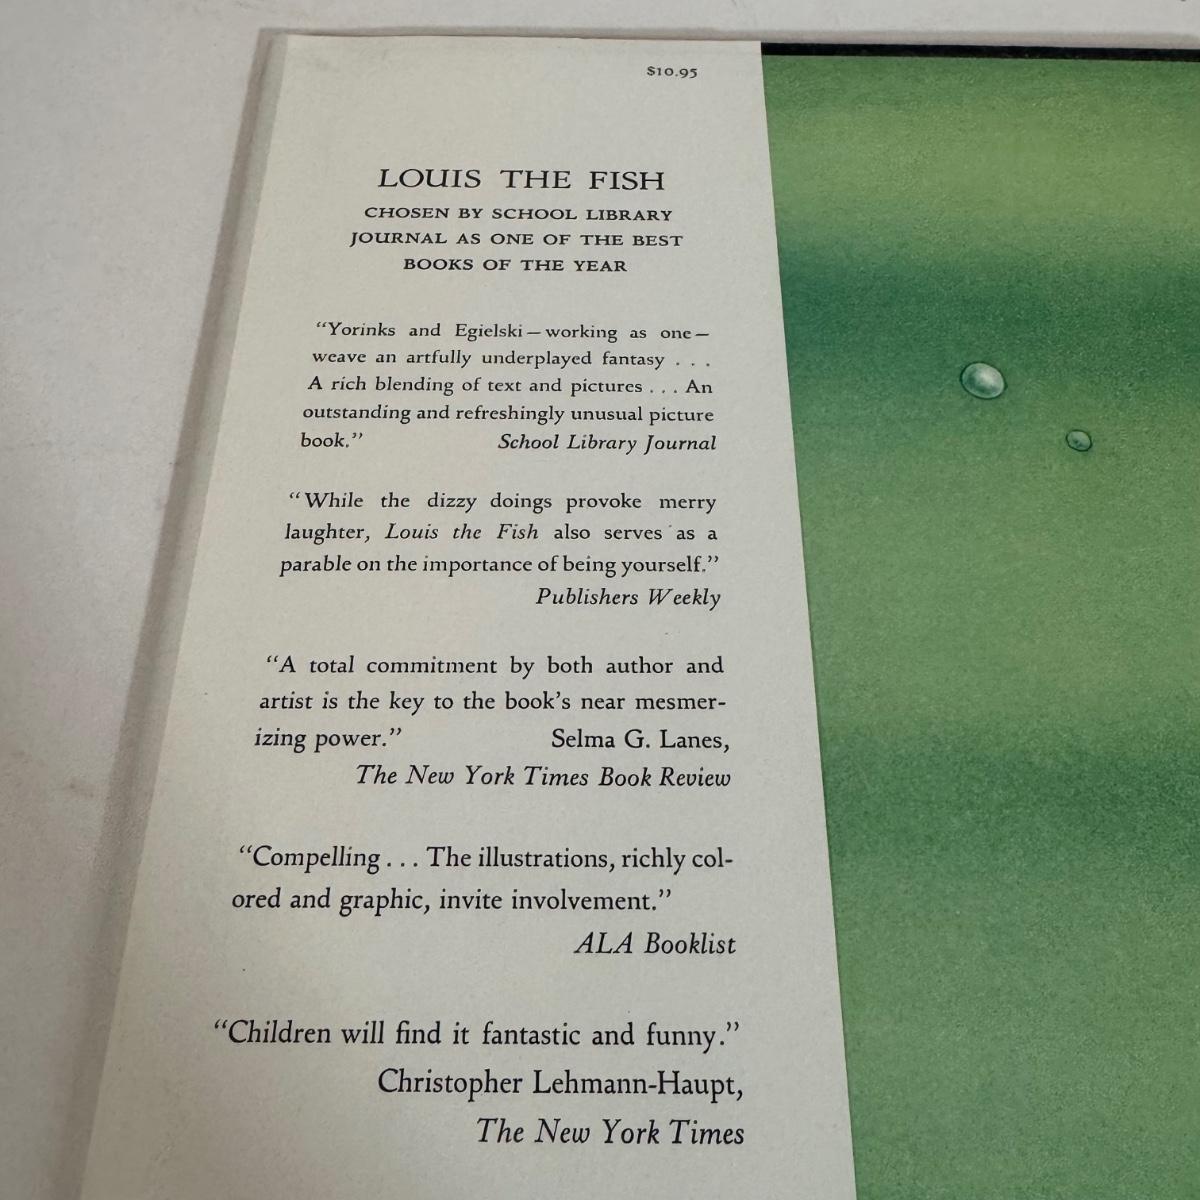 $10.95
LOUIS THE FISH
CHOSEN BY SCHOOL LIBRARY
JOURNAL AS ONE OF THE BEST
BOOKS OF THE YEAR
“Yorinks and Egielski—working as one—
weave an artfully underplayed fantasy . . .
A rich blending of text and pictures . . . An
outstanding and refreshingly unusual picture
book.” School Library Journal
“While the dizzy doings provoke merry
laughter, Louis the Fish also serves as a
parable on the importance of being yourself.”
Publishers Weekly
“A total commitment by both author and
artist is the key to the book’s near mesmer-
izing power.” Selma G. Lanes,
The New York Times Book Review
“Compelling . . . The illustrations, richly col-
ored and graphic, invite involvement.”
ALA Booklist
“Children will find it fantastic and funny.”
Christopher Lehmann-Haupt,
The New York Times